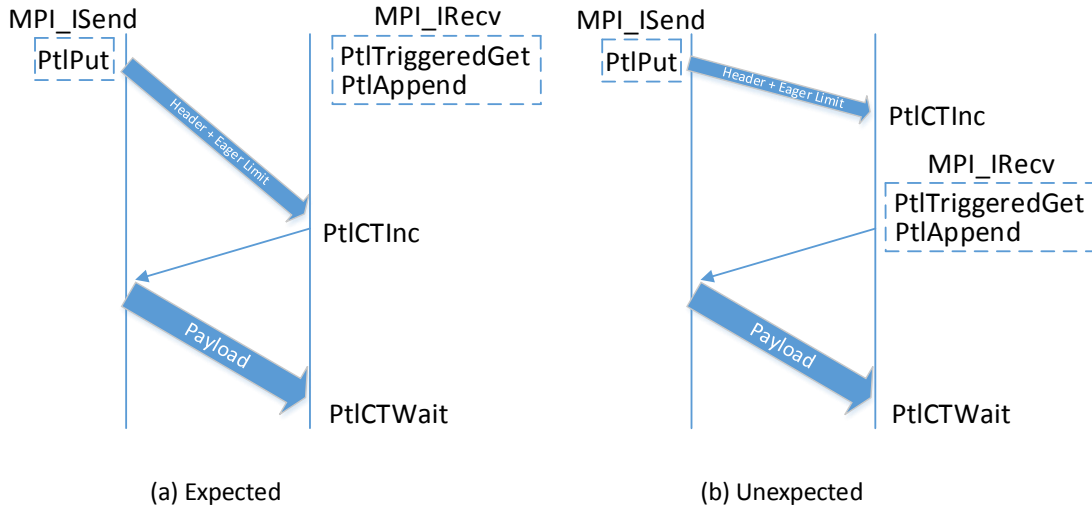 MPI_ISend
PtlPut
MPI_IRecv
PtlTriggeredGet
PtlAppend
Header + Eager Limit
PtlCTInc
Payload
PtlCTWait
(a) Expected
MPI_ISend
PtlPut
Header + Eager Limit
PtlCTInc
MPI_IRecv
PtlTriggeredGet
PtlAppend
Payload
PtlCTWait
(b) Unexpected